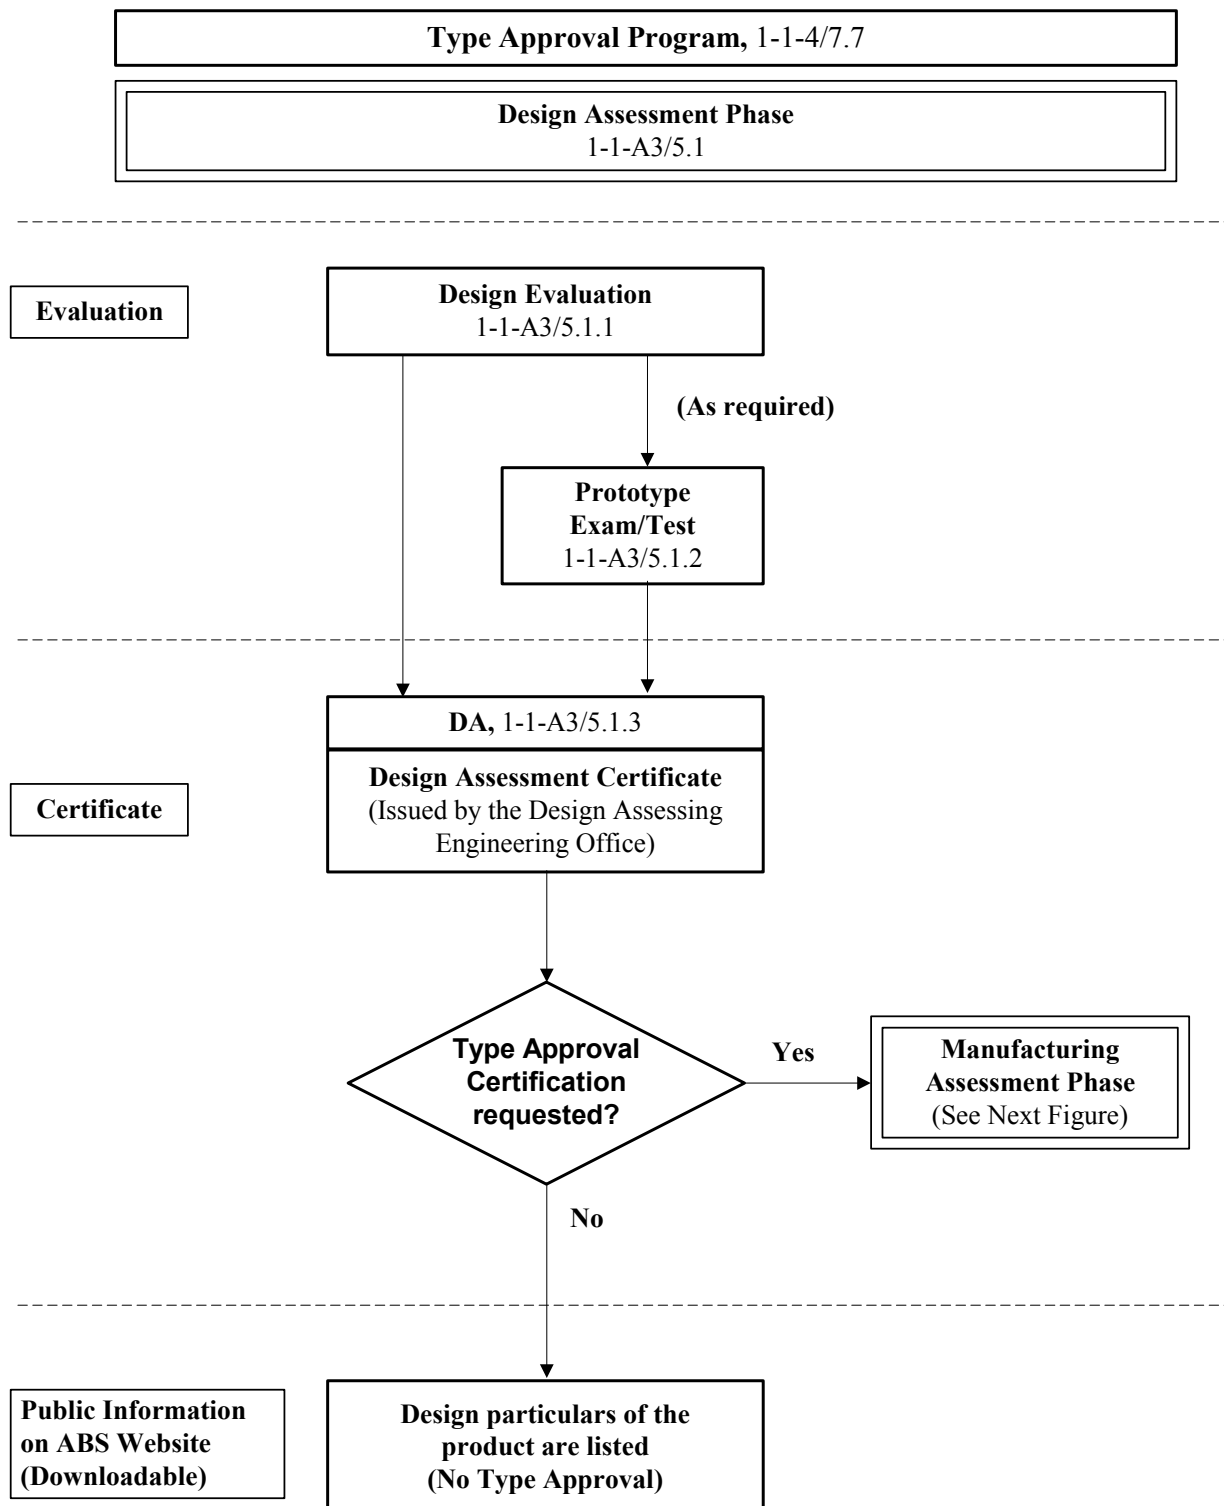 Type Approval Program, 1-1-4/7.7
Design Assessment Phase
1-1-A3/5.1
Evaluation
Design Evaluation
1-1-A3/5.1.1
(As required)
Prototype
Exam/Test
1-1-A3/5.1.2
DA, 1-1-A3/5.1.3
Certificate
Design Assessment Certificate
(Issued by the Design Assessing
Engineering Office)
Type Approval
Certification
requested?
Yes
Manufacturing
Assessment Phase
(See Next Figure)
No
Public Information
on ABS Website
(Downloadable)
Design particulars of the
product are listed
(No Type Approval)